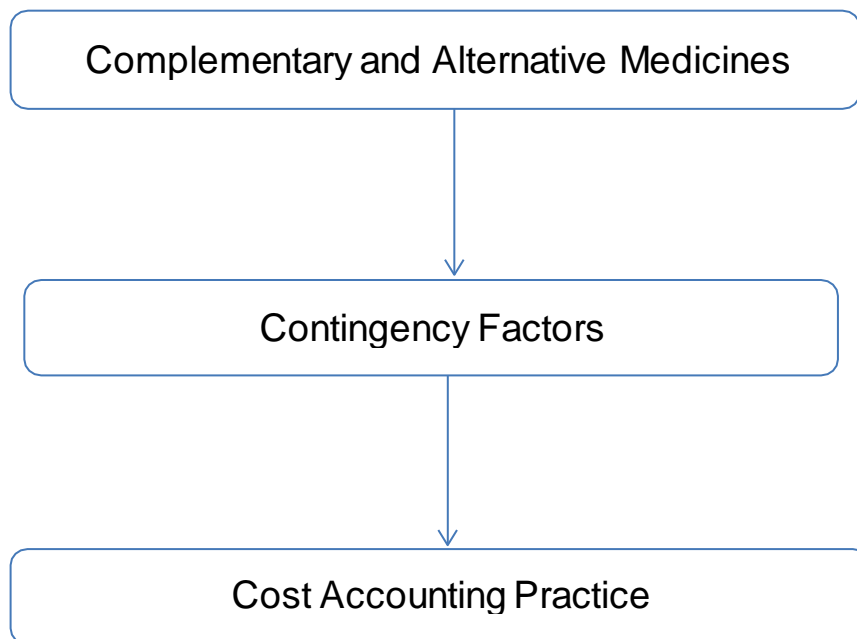 Complementary and Alternative Medicines
Contingency Factors
Cost Accounting Practice